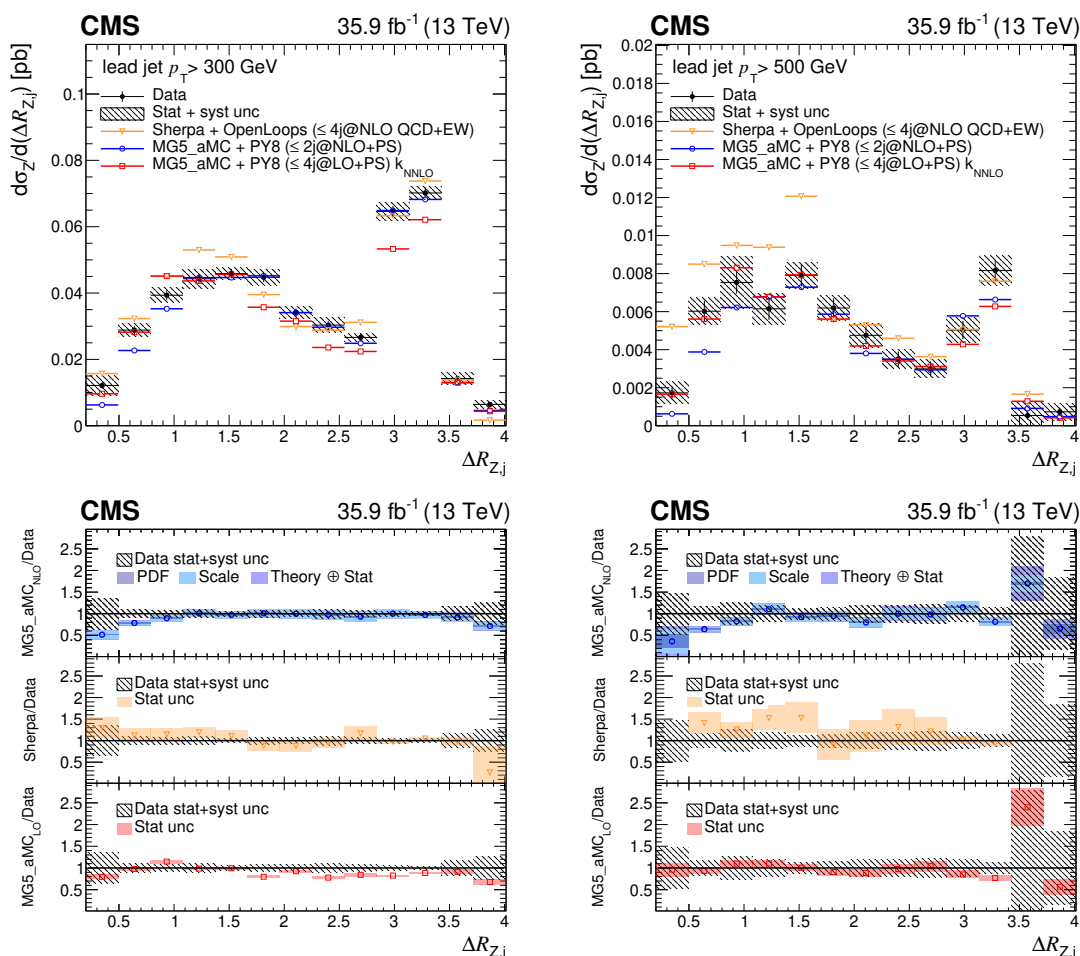 CMS 35.9 fb⁻¹ (13 TeV)
dσ_Z/d(ΔR_Z,j) [pb]
lead jet p_T > 300 GeV
Data
Stat + syst unc
Sherpa + OpenLoops (≤ 4j@NLO QCD+EW)
MG5_aMC + PY8 (≤ 2j@NLO+PS)
MG5_aMC + PY8 (≤ 4j@LO+PS) k_NNLO
0.1
0.08
0.06
0.04
0.02
0
0.5 1 1.5 2 2.5 3 3.5 4
ΔR_Z,j
CMS 35.9 fb⁻¹ (13 TeV)
dσ_Z/d(ΔR_Z,j) [pb]
lead jet p_T > 500 GeV
Data
Stat + syst unc
Sherpa + OpenLoops (≤ 4j@NLO QCD+EW)
MG5_aMC + PY8 (≤ 2j@NLO+PS)
MG5_aMC + PY8 (≤ 4j@LO+PS) k_NNLO
0.02
0.018
0.016
0.014
0.012
0.01
0.008
0.006
0.004
0.002
0
0.5 1 1.5 2 2.5 3 3.5 4
ΔR_Z,j
CMS 35.9 fb⁻¹ (13 TeV)
MG5_aMC_NLO/Data
Data stat+syst unc
PDF Scale Theory ⊕ Stat
2.5
2
1.5
1
0.5
Sherpa/Data
Data stat+syst unc
Stat unc
2.5
2
1.5
1
0.5
MG5_aMC_LO/Data
Data stat+syst unc
Stat unc
2.5
2
1.5
1
0.5
0.5 1 1.5 2 2.5 3 3.5 4
ΔR_Z,j
CMS 35.9 fb⁻¹ (13 TeV)
MG5_aMC_NLO/Data
Data stat+syst unc
PDF Scale Theory ⊕ Stat
2.5
2
1.5
1
0.5
Sherpa/Data
Data stat+syst unc
Stat unc
2.5
2
1.5
1
0.5
MG5_aMC_LO/Data
Data stat+syst unc
Stat unc
2.5
2
1.5
1
0.5
0.5 1 1.5 2 2.5 3 3.5 4
ΔR_Z,j